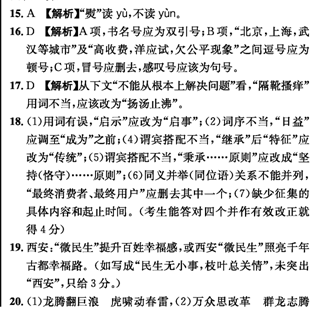 15. A 【解析】“熨”读 yù,不读 yùn。
16. D 【解析】A 项,书名号应为双引号;B 项,“北京,上海,武
汉等城市”及“高收费,洋应试,欠公平现象”之间逗号应为
顿号;C 项,冒号应删去,感叹号应该为句号。
17. D 【解析】从下文“不能从根本上解决问题”看,“隔靴搔痒”
用词不当,应该改为“扬汤止沸”。
18. (1)用词有误,“启示”应改为“启事”;(2)词序不当,“日益”
应调至“成为”之前;(4)谓宾搭配不当,“继承”后“特征”应
改为“传统”;(5)谓宾搭配不当,“秉承……原则”应改成“坚
持(恪守)……原则”;(6)同义并举(同位语)关系不能并列,
“最终消费者、最终用户”应删去其中一个;(7)缺少征集的
具体内容和起止时间。(考生能答对四个并作有效改正就
得 4 分)
19. 西安:“微民生”提升百姓幸福感,或西安“微民生”照亮千年
古都幸福路。(如写成“民生无小事,枝叶总关情”,未突出
“西安”,只给 3 分。)
20. (1)龙腾翻巨浪 虎啸动春雷,(2)万众思改革 群龙志腾